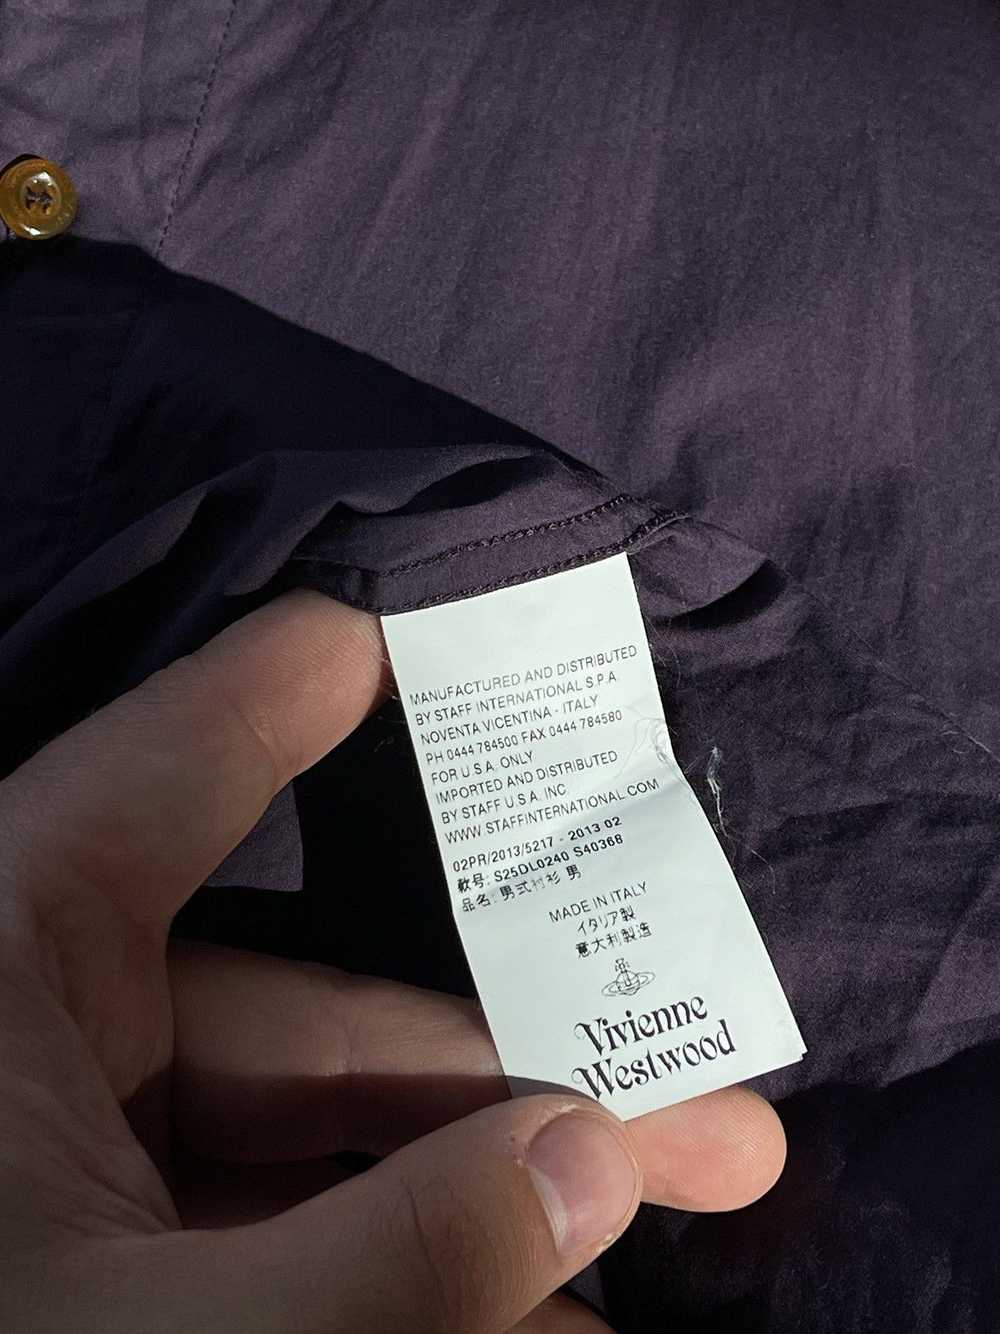 MANUFACTURED AND DISTRIBUTED
BY STAFF INTERNATIONAL S.P.A.
NOVENTA VICENTINA - ITALY
PH 0444 784500 FAX 0444 784580
FOR U.S.A. ONLY
IMPORTED AND DISTRIBUTED
BY STAFF U.S.A. INC
WWW.STAFFINTERNATIONAL.COM
02PR/2013/5217 - 2013 02
款号: S25DL0240 S40368
品名: 男式衬衫 男
MADE IN ITALY
イタリア製
意大利製造
Vivienne
Westwood